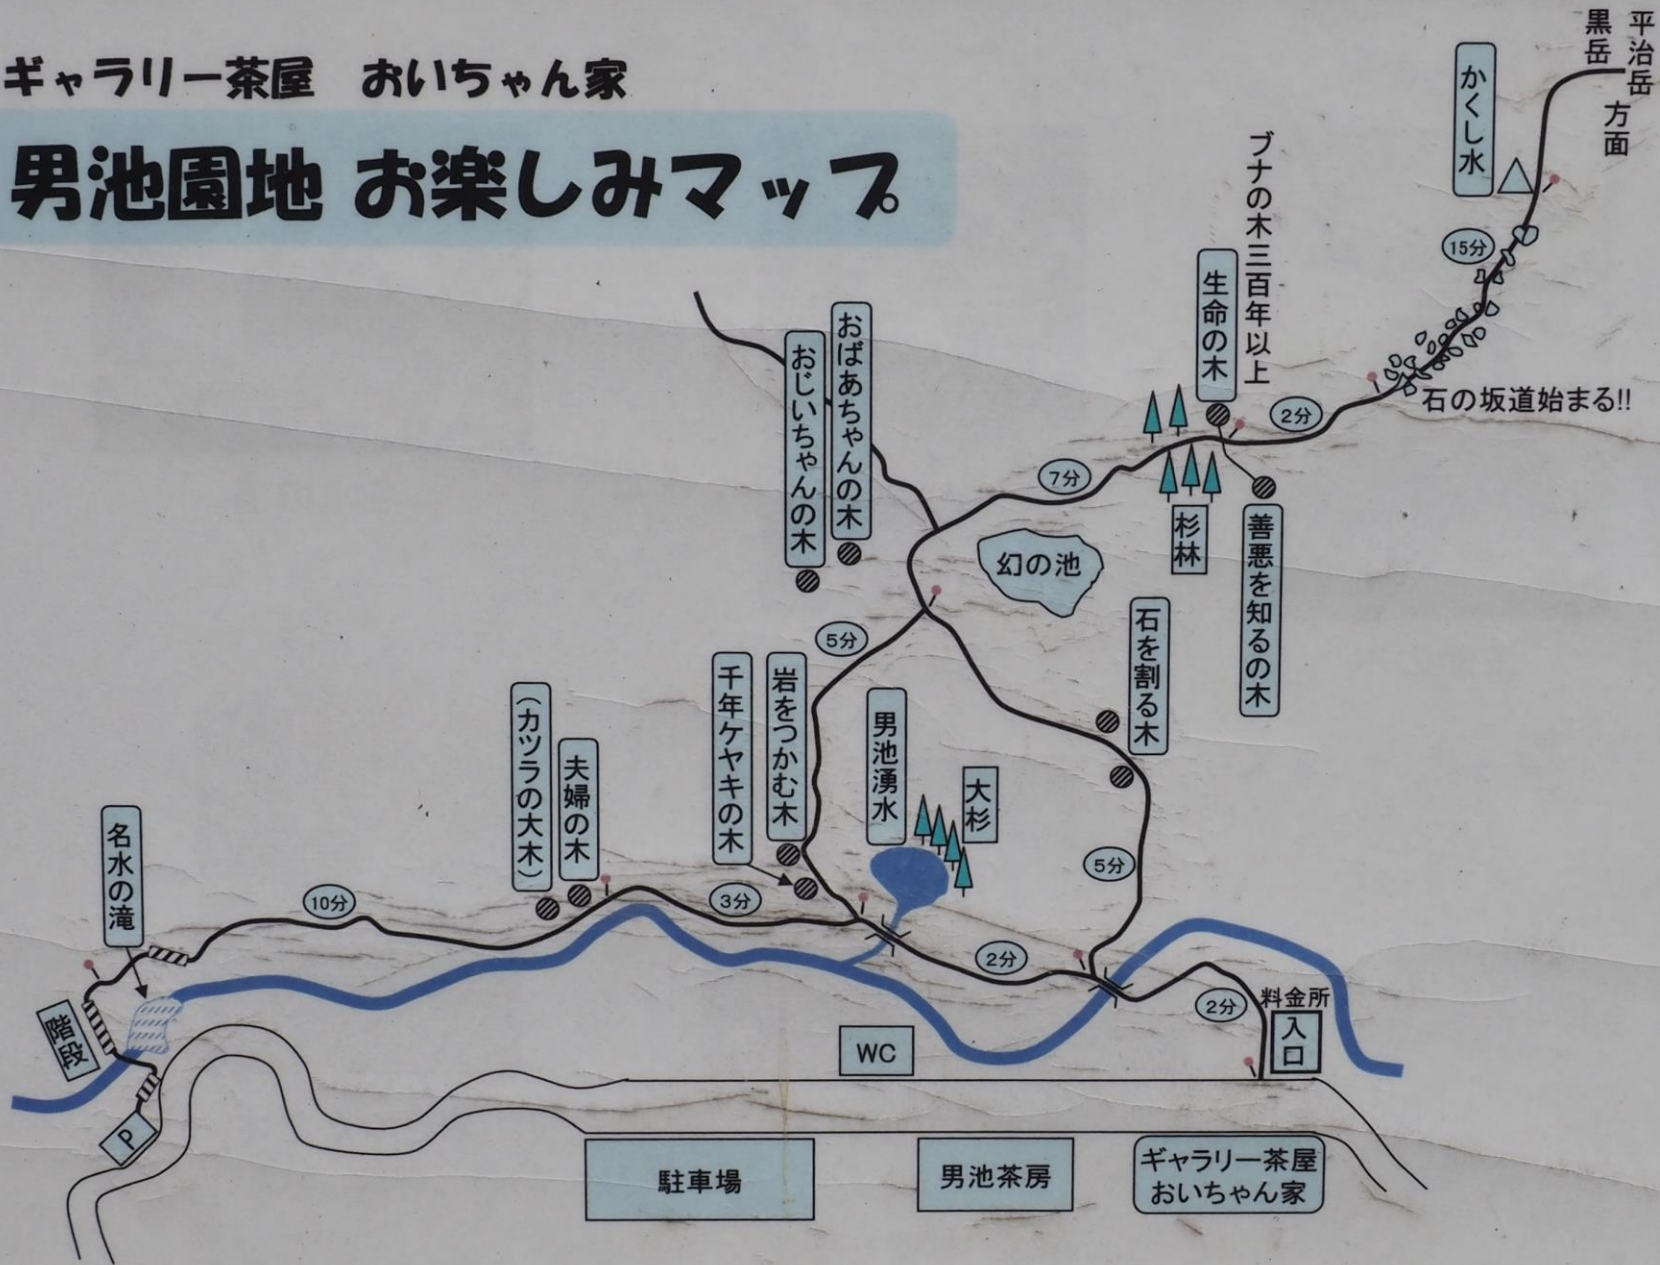 ギャラリー茶屋　おいちゃん家
男池園地 お楽しみマップ
黒岳
平治岳
方面
かくし水
15分
ブナの木三百年以上
生命の木
2分
石の坂道始まる!!
おばあちゃんの木
おじいちゃんの木
7分
杉林
善悪を知るの木
幻の池
5分
石を割る木
千年ケヤキの木
岩をつかむ木
男池湧水
大杉
5分
夫婦の木
(カツラの大木)
名水の滝
10分
3分
2分
2分
料金所
入口
階段
P
WC
駐車場
男池茶房
ギャラリー茶屋
おいちゃん家